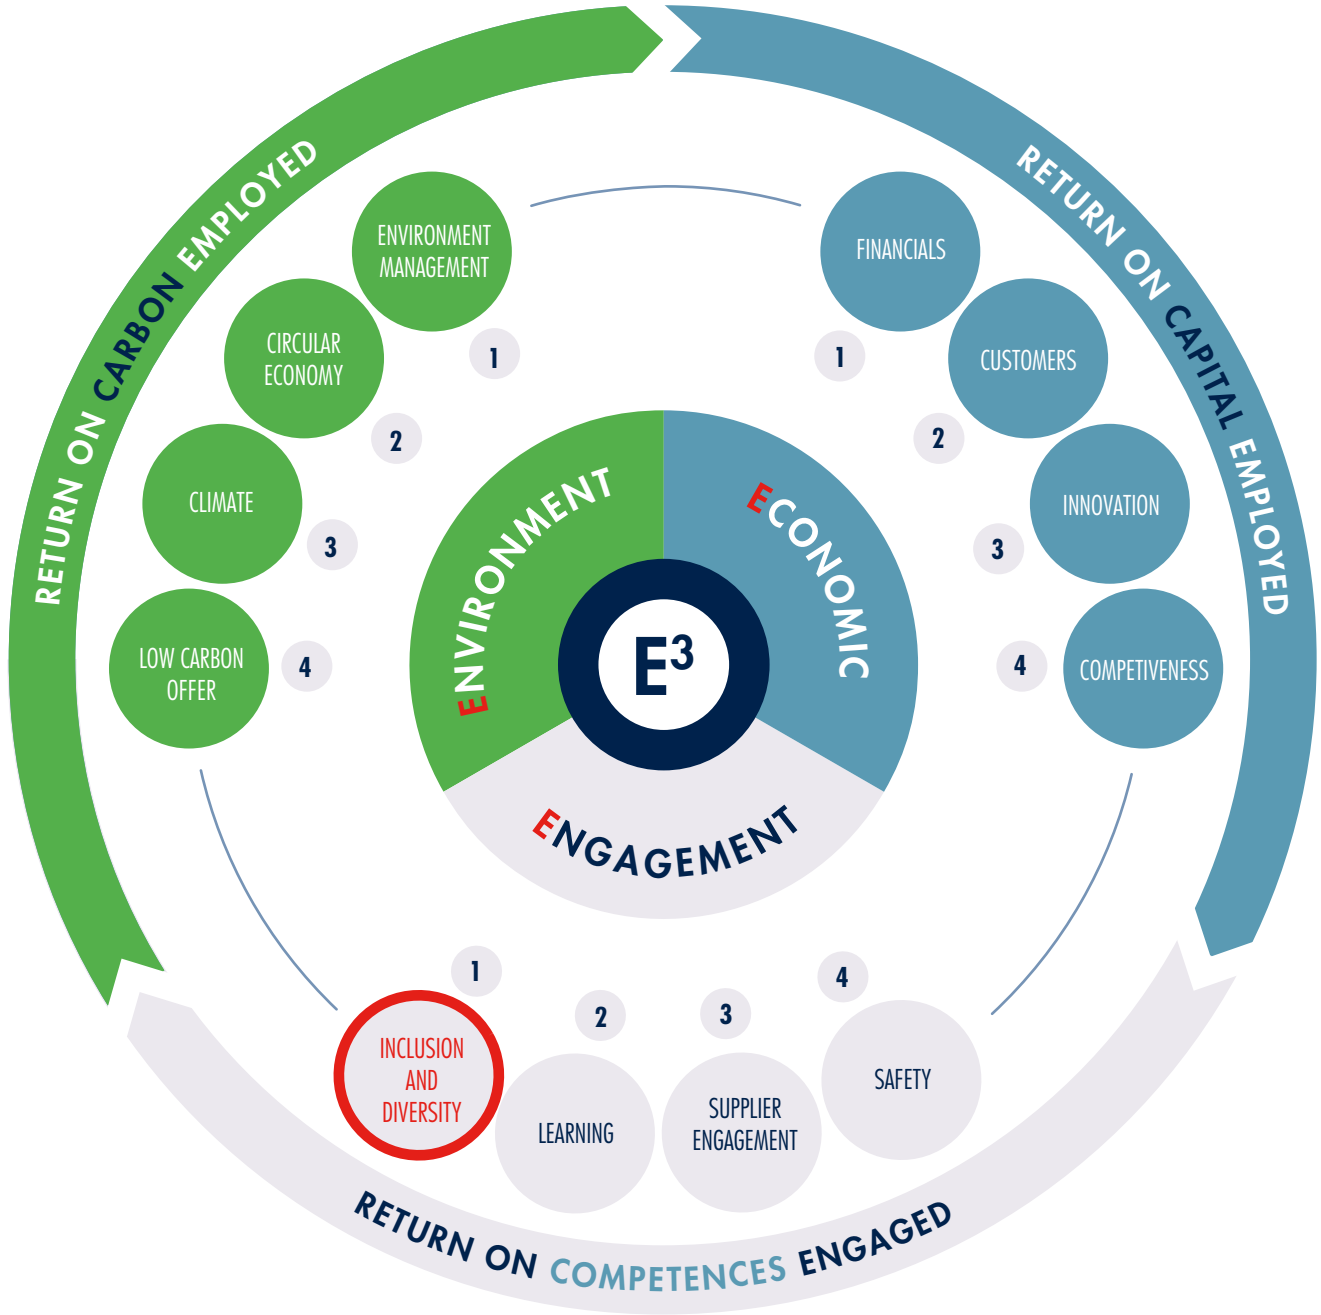 RETURN ON CARBON EMPLOYED
RETURN ON CAPITAL EMPLOYED
ENVIRONMENT
MANAGEMENT
1
CIRCULAR
ECONOMY
2
CLIMATE
3
LOW CARBON
OFFER
4
FINANCIALS
1
CUSTOMERS
2
INNOVATION
3
COMPETIVENESS
4
ENVIRONMENT
ECONOMIC
E³
ENGAGEMENT
1
INCLUSION
AND
DIVERSITY
2
LEARNING
3
SUPPLIER
ENGAGEMENT
4
SAFETY
RETURN ON COMPETENCES ENGAGED